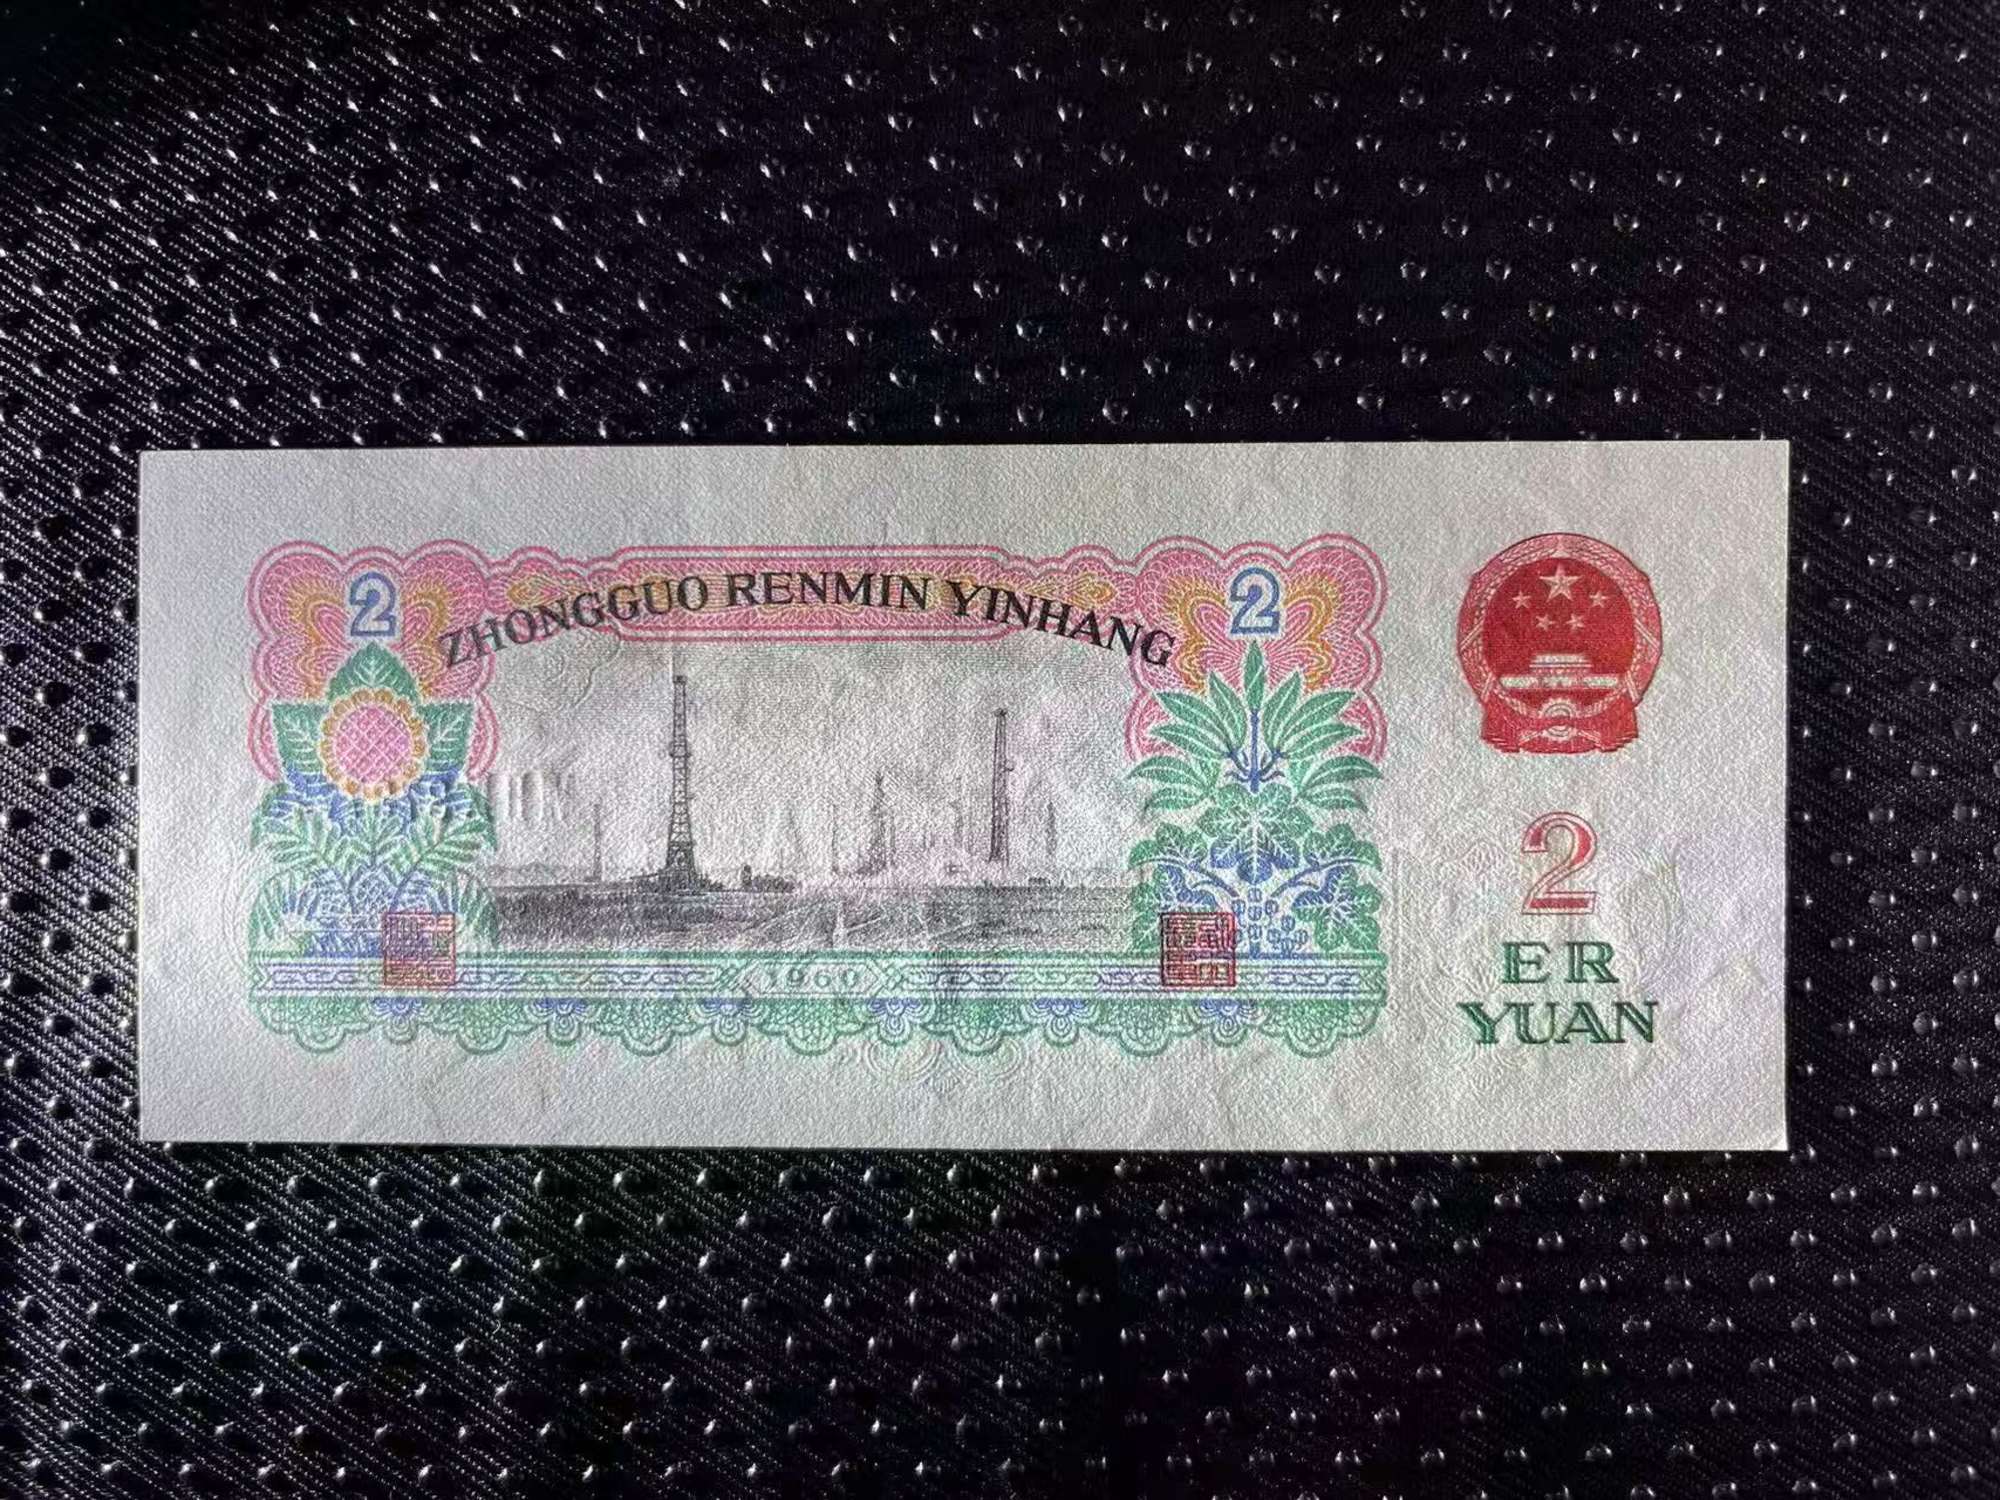 2
2
ZHONGGUO RENMIN YINHANG
1960
2
ER
YUAN